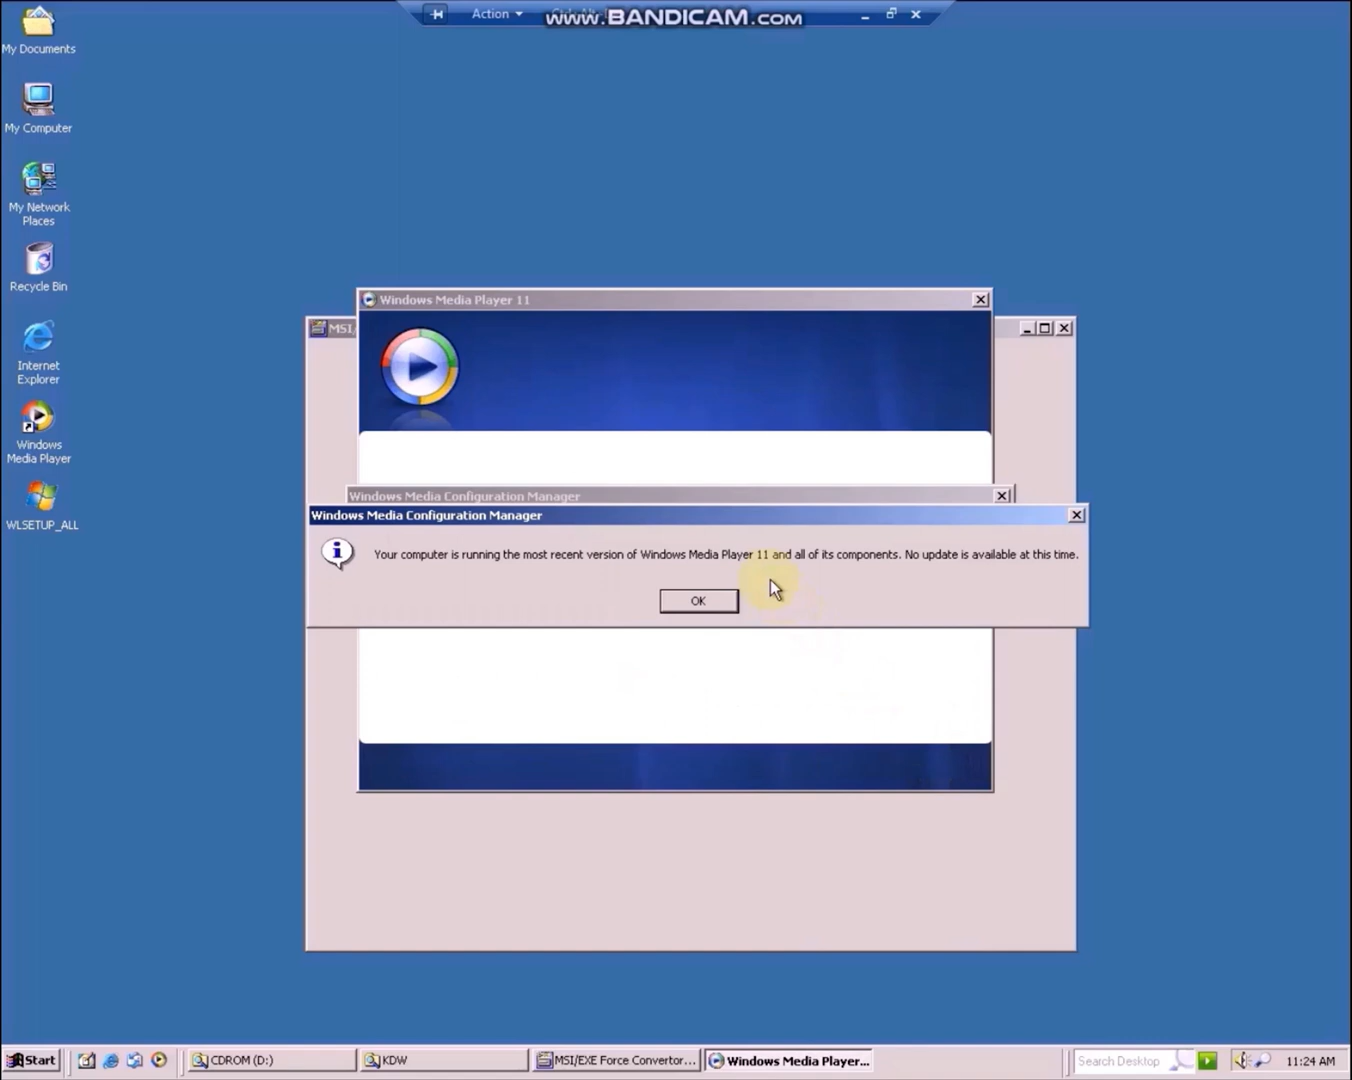 Action
www.BANDICAM.com
My Documents
My Computer
My Network
Places
Recycle Bin
Internet
Explorer
Windows
Media Player
WLSETUP_ALL
Windows Media Player 11
MSI/
Windows Media Configuration Manager
Windows Media Configuration Manager
Your computer is running the most recent version of Windows Media Player 11 and all of its components. No update is available at this time.
OK
Start
CDROM (D:)
KDW
MSI/EXE Force Convertor...
Windows Media Player...
Search Desktop
11:24 AM